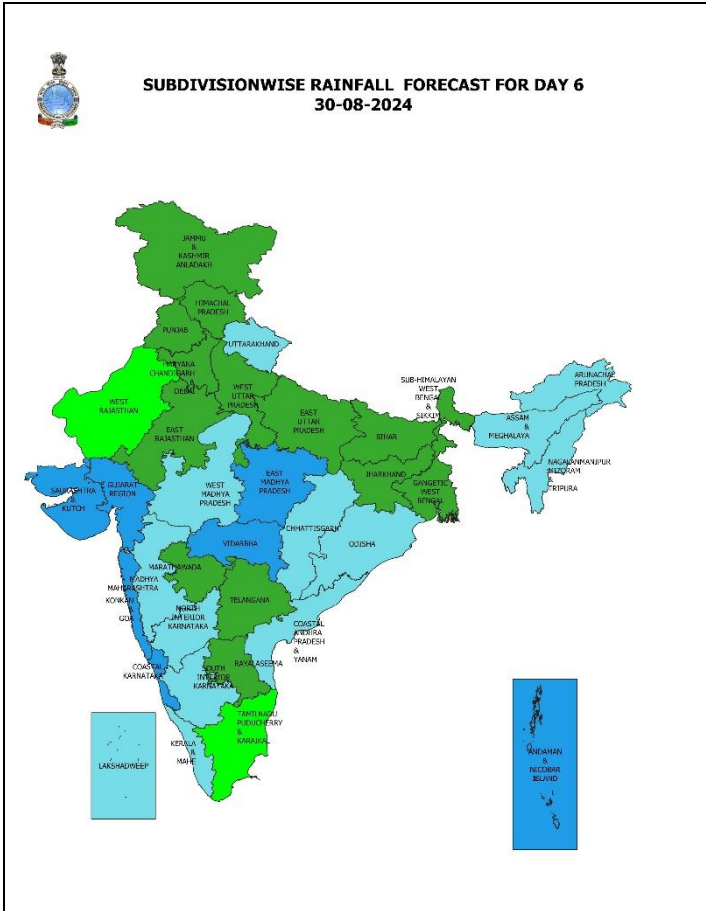 SUBDIVISIONWISE RAINFALL FORECAST FOR DAY 6
30-08-2024
JAMMU
&
KASHMIR
ANLADAKH
HIMACHAL
PRADESH
PUNJAB
UTTARAKHAND
HARYANA
CHANDIGARH
&
DELHI
WEST
RAJASTHAN
WEST
UTTAR
PRADESH
EAST
UTTAR
PRADESH
EAST
RAJASTHAN
SUB-HIMALAYAN
WEST
BENGAL
&
SIKKIM
ARUNACHAL
PRADESH
ASSAM
&
MEGHALAYA
NAGALANMANIPUR
MIZORAM
&
TRIPURA
BIHAR
JHARKHAND
GANGETIC
WEST
BENGAL
SAURASHTRA
&
KUTCH
GUJARAT
REGION
WEST
MADHYA
PRADESH
EAST
MADHYA
PRADESH
CHHATTISGARH
ODISHA
VIDARBHA
MARATHAWADA
MADHYA
MAHARASHTRA
KONKAN
&
GOA
TELANGANA
NORTH
INTERIOR
KARNATAKA
COASTAL
ANDHRA
PRADESH
&
YANAM
COASTAL
KARNATAKA
SOUTH
INTERIOR
KARNATAKA
RAYALASEEMA
TAMILNADU
PUDUCHERRY
&
KARAIKAL
KERALA
&
MAHE
LAKSHADWEEP
ANDAMAN
&
NICOBAR
ISLAND